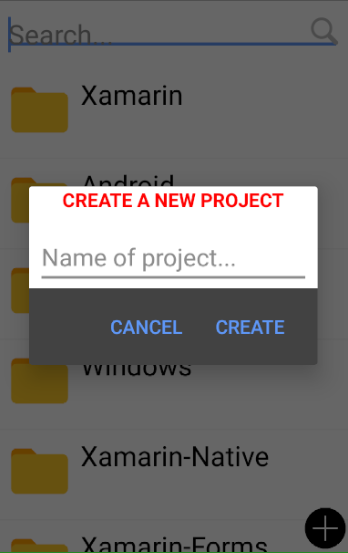 Search...
Xamarin
Android
CREATE A NEW PROJECT
Name of project...
CANCEL CREATE
Windows
Xamarin-Native
Xamarin-Forms